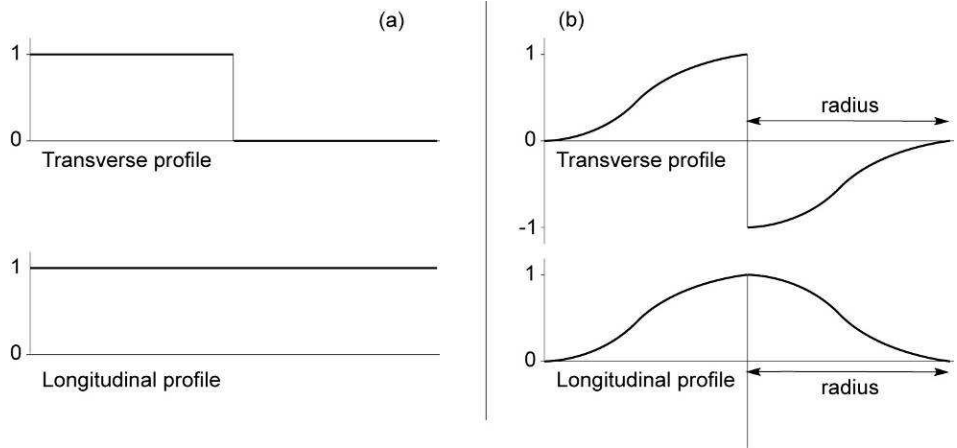 (a)
1
0
Transverse profile
1
0
Longitudinal profile
(b)
1
radius
0
Transverse profile
-1
1
0
Longitudinal profile
radius